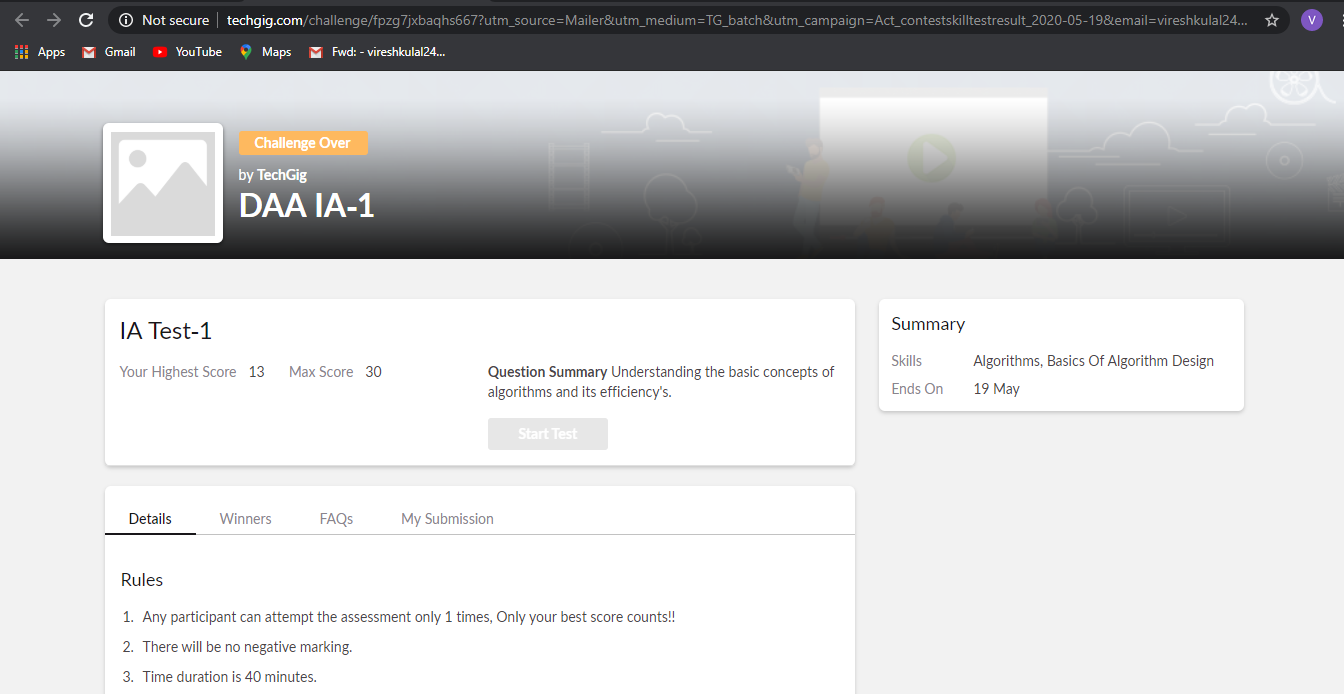 Not secure | techgig.com/challenge/fpzg7jxbaqhs667?utm_source=Mailer&utm_medium=TG_batch&utm_campaign=Act_contestskilltestresult_2020-05-19&email=vireshkulal24... V
Apps Gmail YouTube Maps Fwd: - vireshkulal24...
Challenge Over
by TechGig
DAA IA-1
IA Test-1
Your Highest Score 13 Max Score 30
Question Summary Understanding the basic concepts of
algorithms and its efficiency's.
Start Test
Summary
Skills Algorithms, Basics Of Algorithm Design
Ends On 19 May
Details Winners FAQs My Submission
Rules
1. Any participant can attempt the assessment only 1 times, Only your best score counts!!
2. There will be no negative marking.
3. Time duration is 40 minutes.